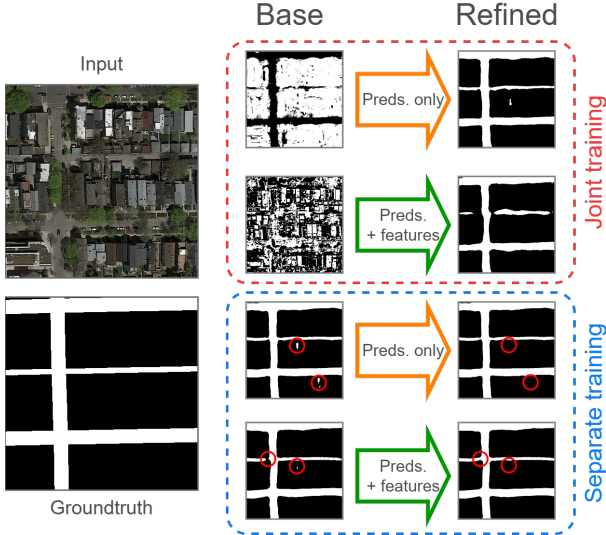 Base
Refined
Input
Preds. only
Preds.
+ features
Joint training
Groundtruth
Preds. only
Preds.
+ features
Separate training